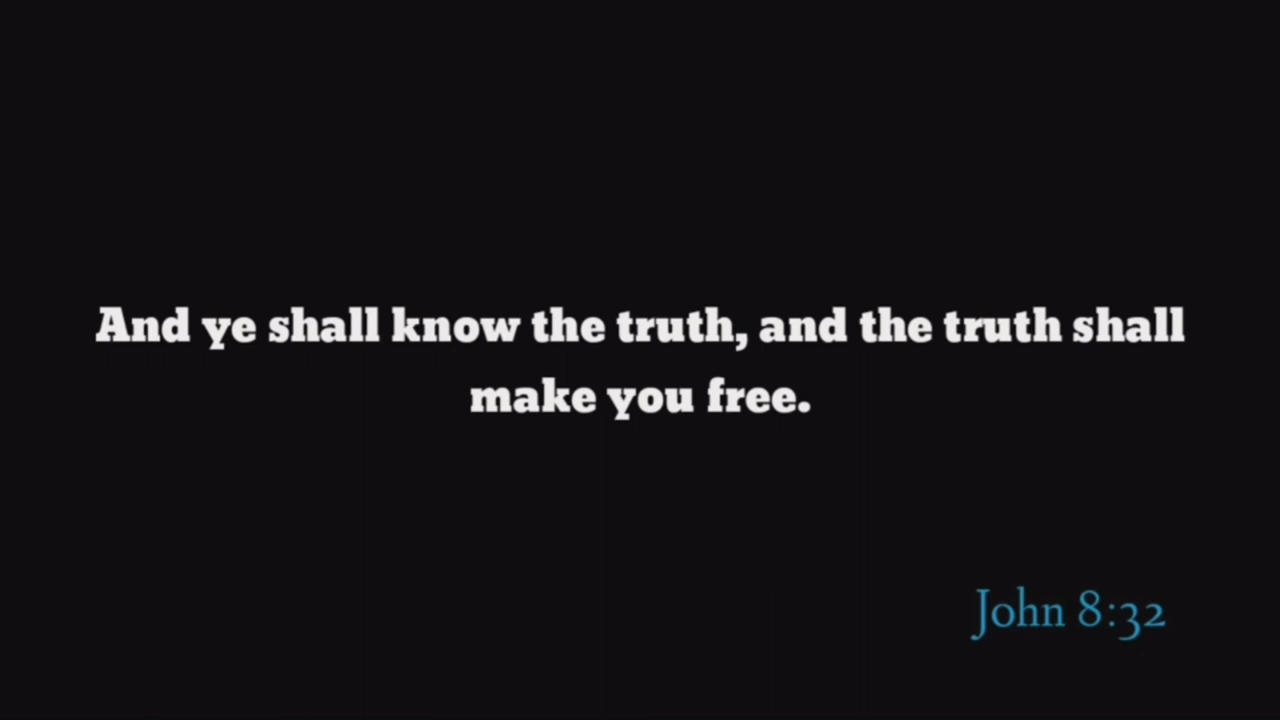 And ye shall know the truth, and the truth shall
make you free.
John 8:32